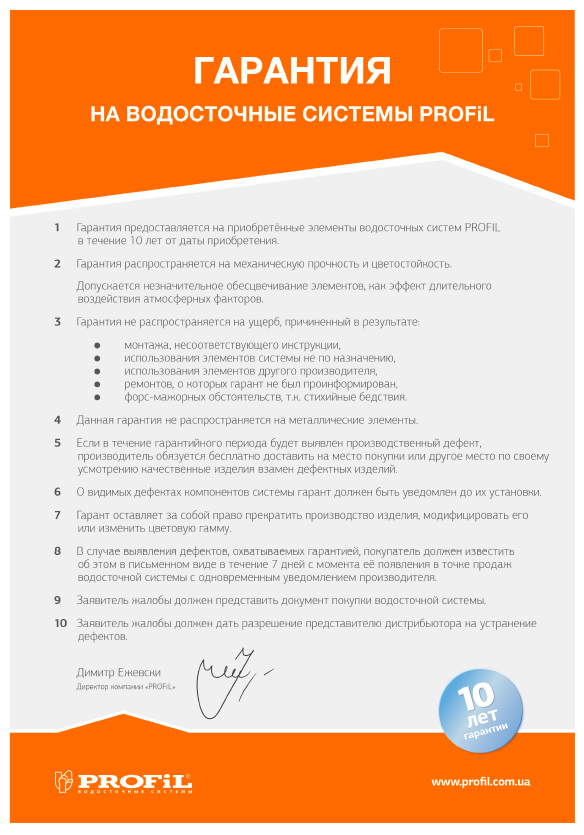 ГАРАНТИЯ
НА ВОДОСТОЧНЫЕ СИСТЕМЫ PROFiL
1 Гарантия предоставляется на приобретённые элементы водосточных систем PROFIL
в течение 10 лет от даты приобретения.
2 Гарантия распространяется на механическую прочность и цветостойкость.
Допускается незначительное обесцвечивание элементов, как эффект длительного
воздействия атмосферных факторов.
3 Гарантия не распространяется на ущерб, причиненный в результате:
● монтажа, несоответствующего инструкции,
● использования элементов системы не по назначению,
● использования элементов другого производителя,
● ремонтов, о которых гарант не был проинформирован,
● форс-мажорных обстоятельств, т.к. стихийные бедствия.
4 Данная гарантия не распространяется на металлические элементы.
5 Если в течение гарантийного периода будет выявлен производственный дефект,
производитель обязуется бесплатно доставить на место покупки или другое место по своему
усмотрению качественные изделия взамен дефектных изделий.
6 О видимых дефектах компонентов системы гарант должен быть уведомлен до их установки.
7 Гарант оставляет за собой право прекратить производство изделия, модифицировать его
или изменить цветовую гамму.
8 В случае выявления дефектов, охватываемых гарантией, покупатель должен известить
об этом в письменном виде в течение 7 дней с момента её появления в точке продаж
водосточной системы с одновременным уведомлением производителя.
9 Заявитель жалобы должен представить документ покупки водосточной системы.
10 Заявитель жалобы должен дать разрешение представителю дистрибьютора на устранение
дефектов.
Димитр Ежевски
Директор компании «PROFiL»
10
лет
гарантии
PROFiL
ВОДОСТОЧНЫЕ СИСТЕМЫ
www.profil.com.ua